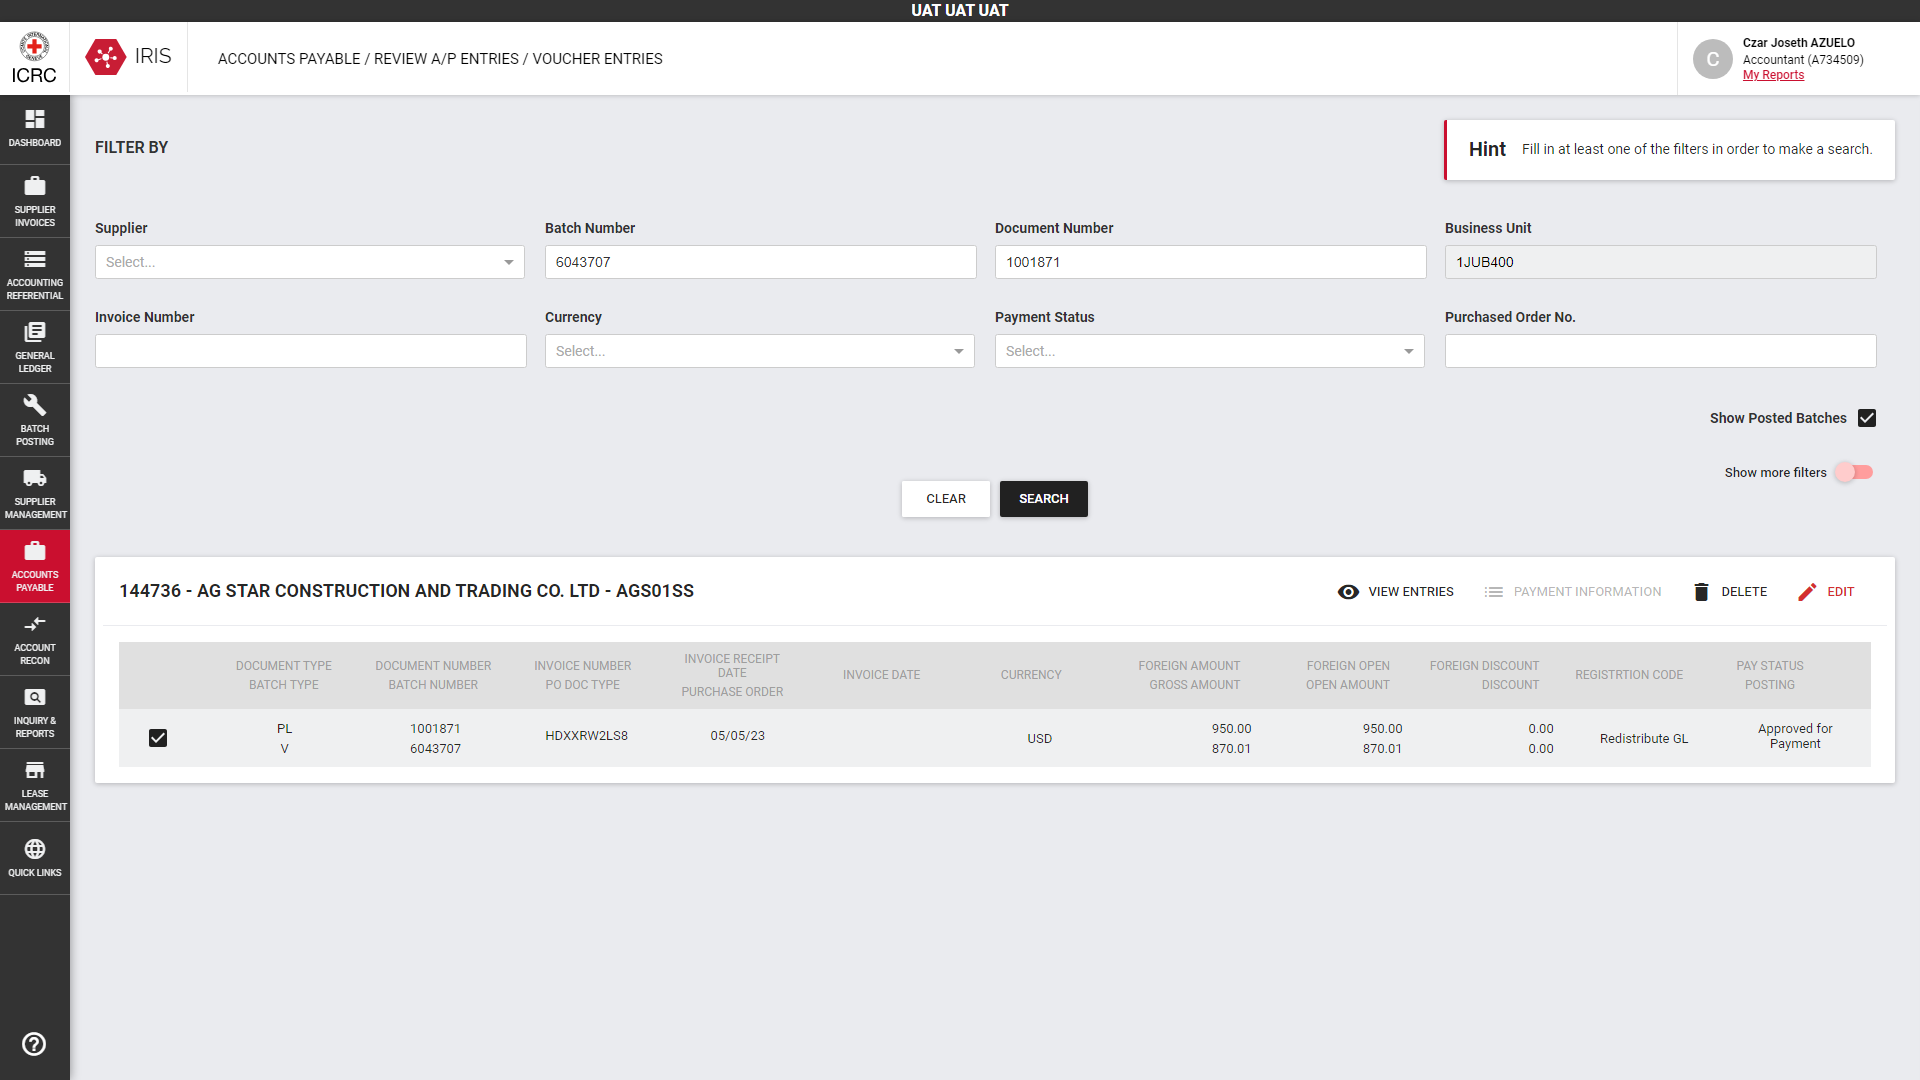 UAT UAT UAT
ICRC
IRIS
ACCOUNTS PAYABLE / REVIEW A/P ENTRIES / VOUCHER ENTRIES
C
Czar Joseth AZUELO
Accountant (A734509)
My Reports
DASHBOARD
SUPPLIER
INVOICES
ACCOUNTING
REFERENTIAL
GENERAL
LEDGER
BATCH
POSTING
SUPPLIER
MANAGEMENT
ACCOUNTS
PAYABLE
ACCOUNT
RECON
INQUIRY &
REPORTS
LEASE
MANAGEMENT
QUICK LINKS
FILTER BY
Hint Fill in at least one of the filters in order to make a search.
Supplier
Select...
Batch Number
6043707
Document Number
1001871
Business Unit
1JUB400
Invoice Number
Currency
Select...
Payment Status
Select...
Purchased Order No.
Show Posted Batches
Show more filters
CLEAR
SEARCH
144736 - AG STAR CONSTRUCTION AND TRADING CO. LTD - AGS01SS
VIEW ENTRIES
PAYMENT INFORMATION
DELETE
EDIT
DOCUMENT TYPE
BATCH TYPE
DOCUMENT NUMBER
BATCH NUMBER
INVOICE NUMBER
PO DOC TYPE
INVOICE RECEIPT
DATE
PURCHASE ORDER
INVOICE DATE
CURRENCY
FOREIGN AMOUNT
GROSS AMOUNT
FOREIGN OPEN
OPEN AMOUNT
FOREIGN DISCOUNT
DISCOUNT
REGISTRTION CODE
PAY STATUS
POSTING
PL
V
1001871
6043707
HDXXRW2LS8
05/05/23
USD
950.00
870.01
950.00
870.01
0.00
0.00
Redistribute GL
Approved for
Payment